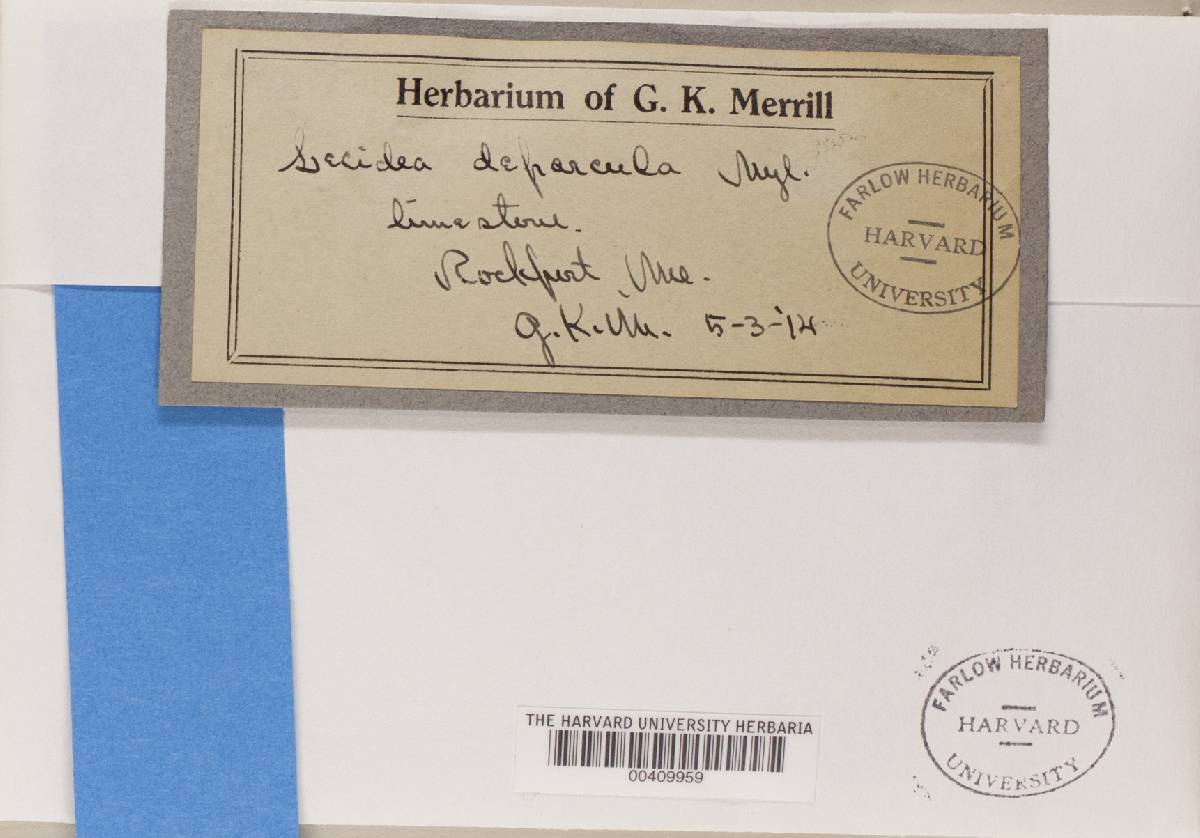 Herbarium of G. K. Merrill
Lecidea deparcula Nyl.
limestone.
Rockport, Me.
G.K.M. 5-3-'14
FARLOW HERBARIUM
HARVARD
UNIVERSITY
THE HARVARD UNIVERSITY HERBARIA
00409959
FARLOW HERBARIUM
HARVARD
UNIVERSITY